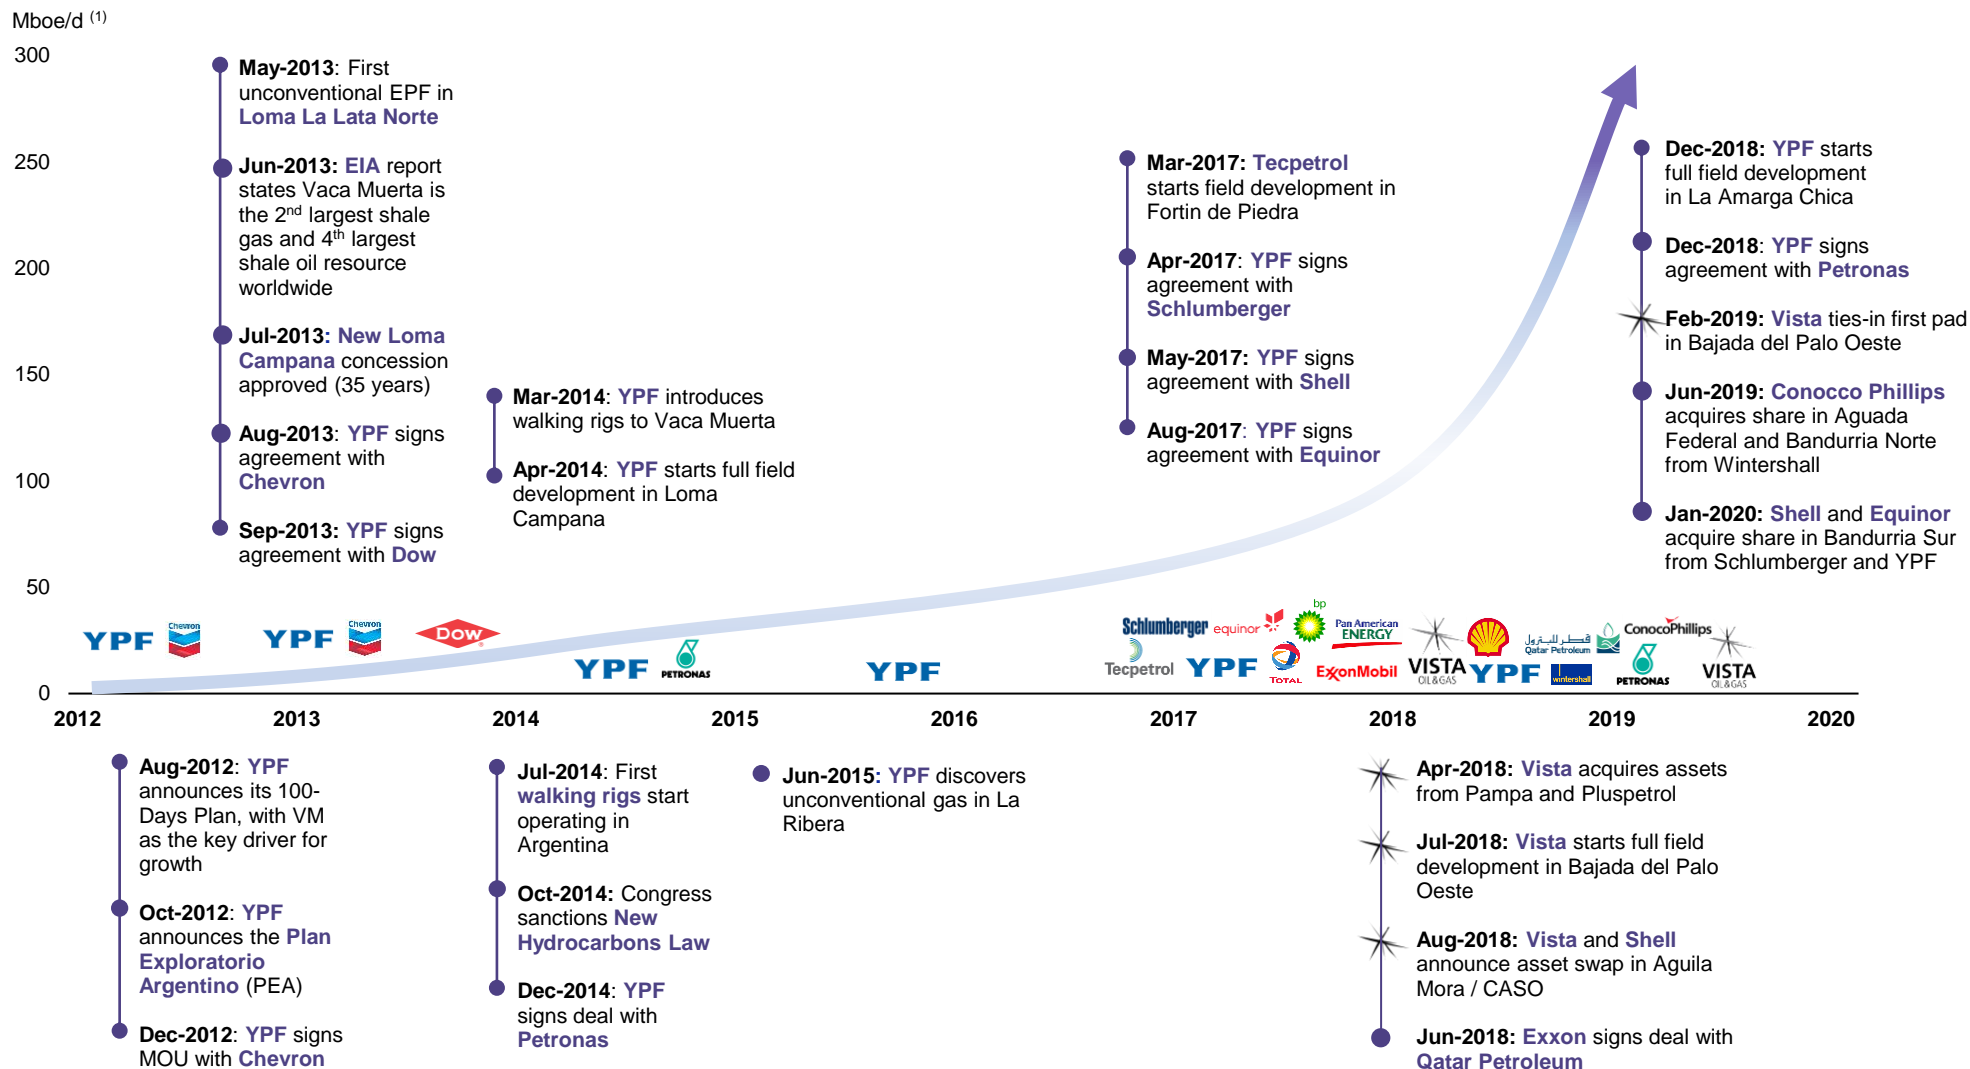 Mboe/d (1)
300
250
200
150
100
50
0
May-2013: First
unconventional EPF in
Loma La Lata Norte
Jun-2013: EIA report
states Vaca Muerta is
the 2nd largest shale
gas and 4th largest
shale oil resource
worldwide
Jul-2013: New Loma
Campana concession
approved (35 years)
Aug-2013: YPF signs
agreement with
Chevron
Sep-2013: YPF signs
agreement with Dow
Mar-2014: YPF introduces
walking rigs to Vaca Muerta
Apr-2014: YPF starts full field
development in Loma
Campana
Mar-2017: Tecpetrol
starts field development in
Fortin de Piedra
Apr-2017: YPF signs
agreement with
Schlumberger
May-2017: YPF signs
agreement with Shell
Aug-2017: YPF signs
agreement with Equinor
Dec-2018: YPF starts
full field development
in La Amarga Chica
Dec-2018: YPF signs
agreement with Petronas
Feb-2019: Vista ties-in first pad
in Bajada del Palo Oeste
Jun-2019: Conocco Phillips
acquires share in Aguada
Federal and Bandurria Norte
from Wintershall
Jan-2020: Shell and Equinor
acquire share in Bandurria Sur
from Schlumberger and YPF
YPF
Chevron
YPF
Chevron
Dow
YPF
PETRONAS
YPF
Schlumberger
equinor
bp
Pan American
ENERGY
Tecpetrol
YPF
TOTAL
ExxonMobil
VISTA
OIL&GAS
YPF
قطر للبترول
Qatar Petroleum
wintershall
ConocoPhillips
PETRONAS
VISTA
OIL&GAS
2012
2013
2014
2015
2016
2017
2018
2019
2020
Aug-2012: YPF
announces its 100-
Days Plan, with VM
as the key driver for
growth
Oct-2012: YPF
announces the Plan
Exploratorio
Argentino (PEA)
Dec-2012: YPF signs
MOU with Chevron
Jul-2014: First
walking rigs start
operating in
Argentina
Oct-2014: Congress
sanctions New
Hydrocarbons Law
Dec-2014: YPF
signs deal with
Petronas
Jun-2015: YPF discovers
unconventional gas in La
Ribera
Apr-2018: Vista acquires assets
from Pampa and Pluspetrol
Jul-2018: Vista starts full field
development in Bajada del Palo
Oeste
Aug-2018: Vista and Shell
announce asset swap in Aguila
Mora / CASO
Jun-2018: Exxon signs deal with
Qatar Petroleum